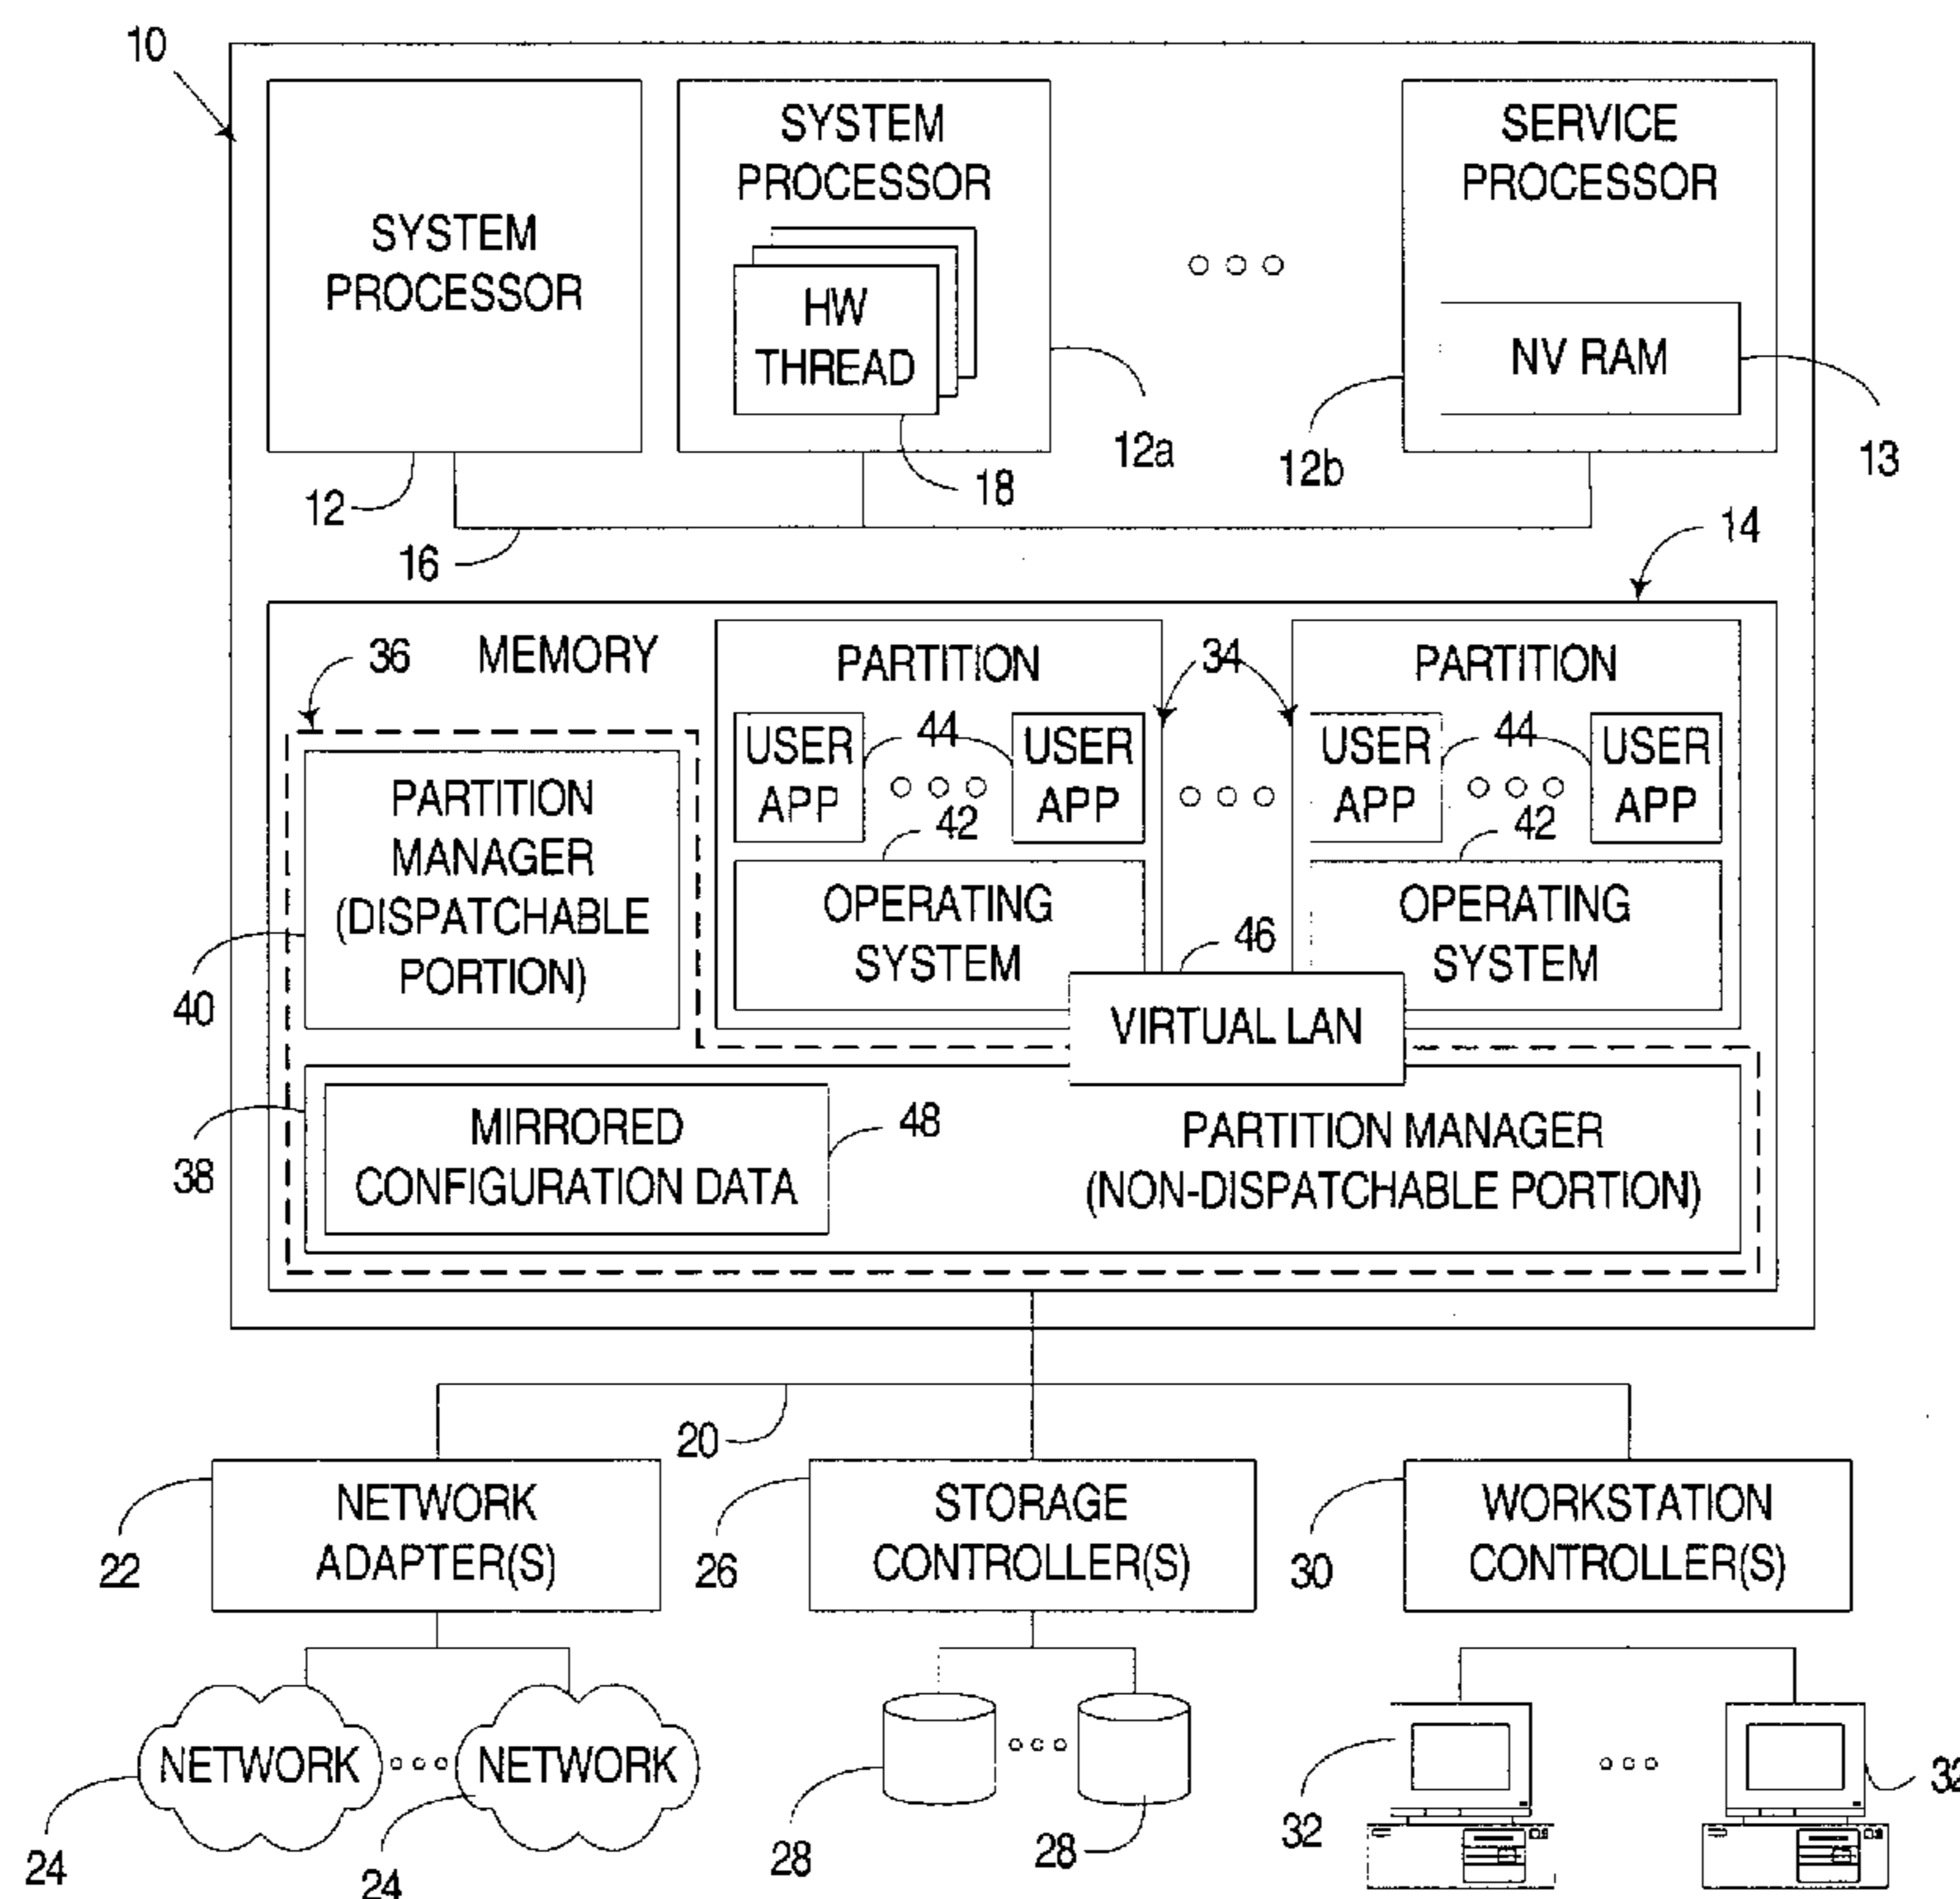 10
SYSTEM
PROCESSOR
SYSTEM
PROCESSOR
HW
THREAD
SERVICE
PROCESSOR
NV RAM
12
18
12a
12b
13
16
14
36
MEMORY
PARTITION
34
PARTITION
USER
APP
44
USER
APP
USER
APP
44
USER
APP
42
42
PARTITION
MANAGER
(DISPATCHABLE
PORTION)
OPERATING
SYSTEM
46
OPERATING
SYSTEM
40
VIRTUAL LAN
38
MIRRORED
CONFIGURATION DATA
48
PARTITION MANAGER
(NON-DISPATCHABLE PORTION)
20
22
NETWORK
ADAPTER(S)
26
STORAGE
CONTROLLER(S)
30
WORKSTATION
CONTROLLER(S)
NETWORK
NETWORK
24
24
28
28
32
32